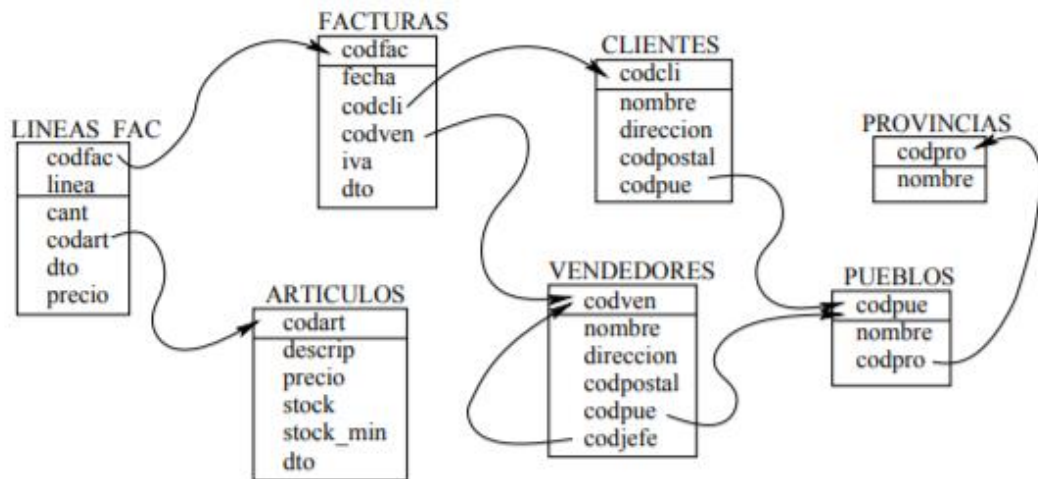 FACTURAS
codfac
fecha
codcli
codven
iva
dto
CLIENTES
codcli
nombre
direccion
codpostal
codpue
PROVINCIAS
codpro
nombre
LINEAS_FAC
codfac
linea
cant
codart
dto
precio
ARTICULOS
codart
descrip
precio
stock
stock_min
dto
VENDEDORES
codven
nombre
direccion
codpostal
codpue
codjefe
PUEBLOS
codpue
nombre
codpro